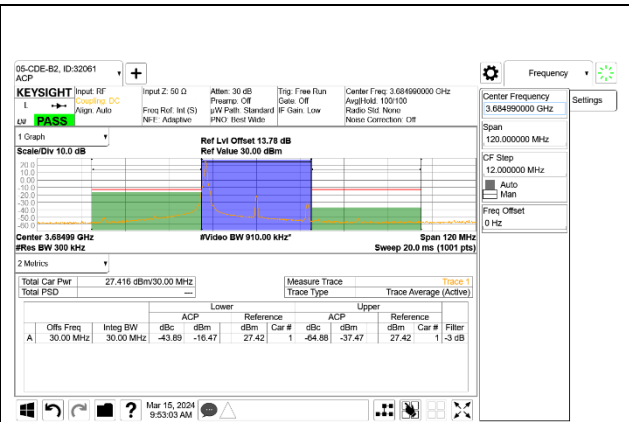 05-CDE-B2, ID:32061
ACP
Frequency
KEYSIGHT
L
PASS
Input: RF
Coupling: DC
Align: Auto
Input Z: 50 Ω
Freq Ref: Int (S)
NFE: Adaptive
Atten: 30 dB
Preamp: Off
µW Path: Standard
PNO: Best Wide
Trig: Free Run
Gate: Off
IF Gain: Low
Center Freq: 3.684990000 GHz
Avg|Hold: 100/100
Radio Std: None
Noise Correction: Off
Center Frequency
3.684990000 GHz
Settings
Span
120.000000 MHz
CF Step
12.000000 MHz
Auto
Man
Freq Offset
0 Hz
1 Graph
Scale/Div 10.0 dB
Ref Lvl Offset 13.78 dB
Ref Value 30.00 dBm
20.0
10.0
0.00
-10.0
-20.0
-30.0
-40.0
-50.0
-60.0
Center 3.68499 GHz
#Video BW 910.00 kHz*
Span 120 MHz
#Res BW 300 kHz
Sweep 20.0 ms (1001 pts)
2 Metrics
Total Car Pwr 27.416 dBm/30.00 MHz
Total PSD ---
Measure Trace Trace 1
Trace Type Trace Average (Active)
Lower Upper
ACP Reference ACP Reference
Offs Freq Integ BW dBc dBm dBm Car # dBc dBm dBm Car # Filter
A 30.00 MHz 30.00 MHz -43.89 -16.47 27.42 1 -64.88 -37.47 27.42 1 -3 dB
Mar 15, 2024
9:53:03 AM